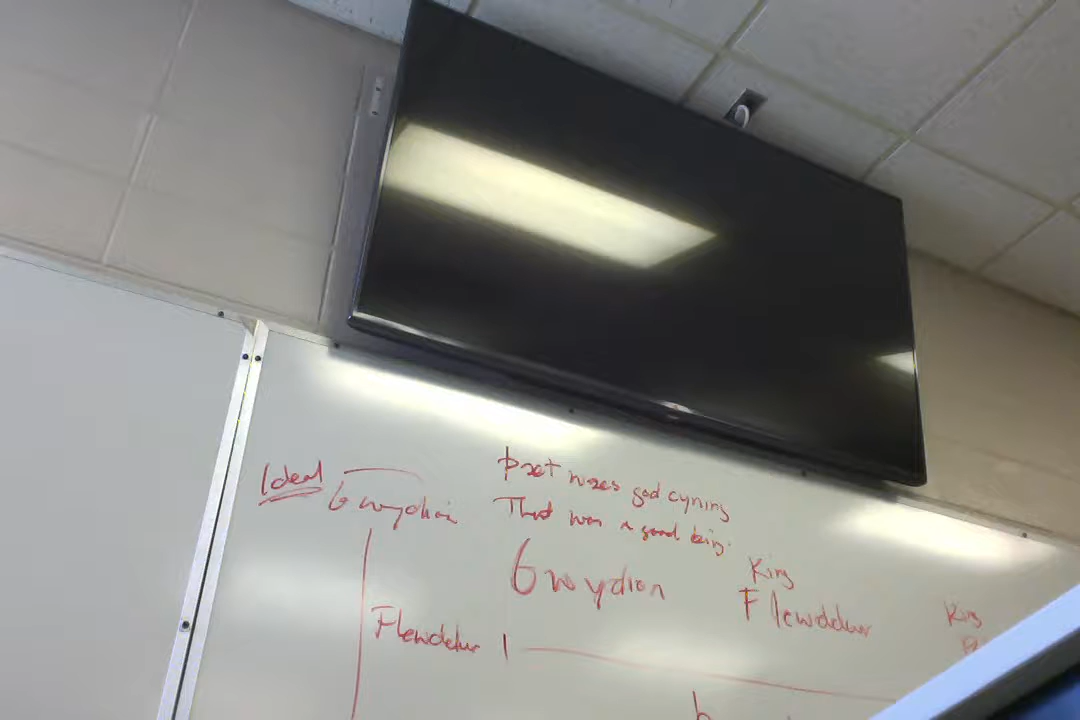 Ideal
Gwydion
þæt wæs god cyning
That was a good king.
Gwydion
King
Flewddur
King
Flewddur